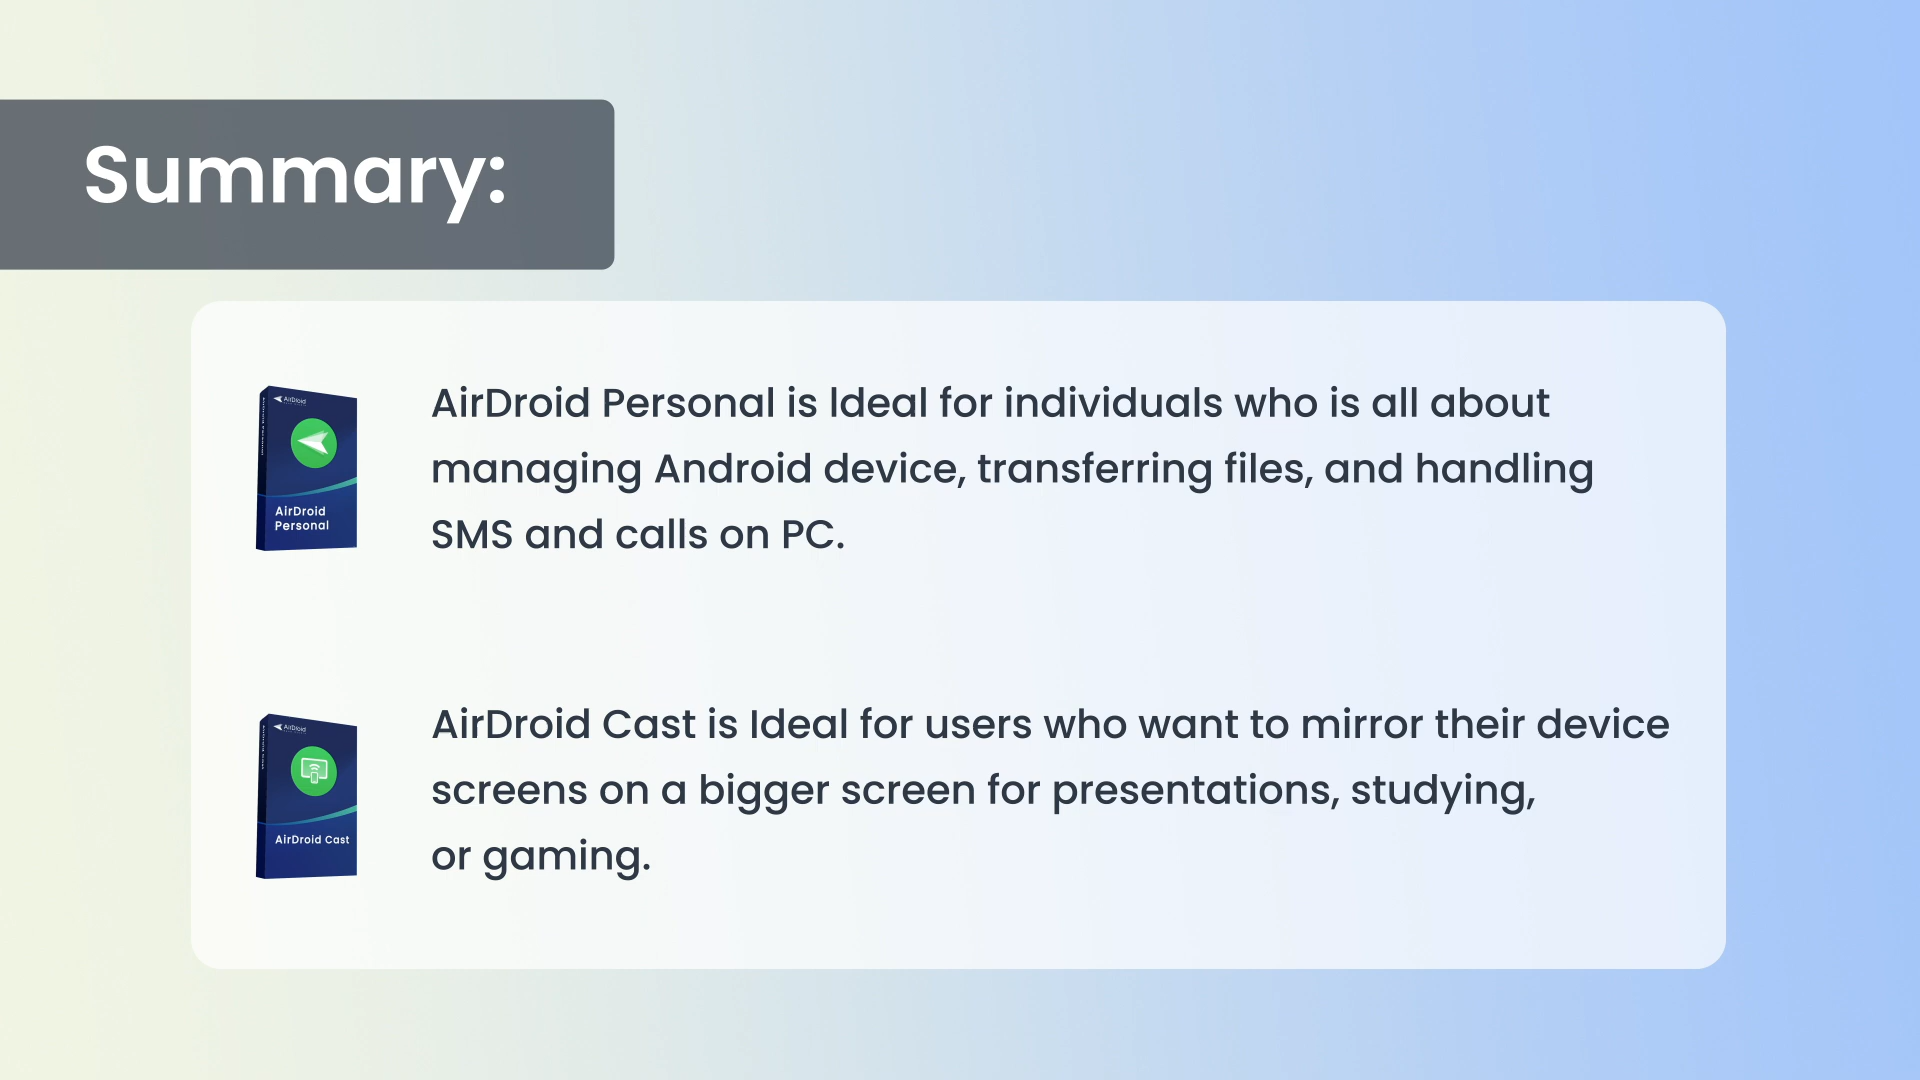 Summary:
AirDroid
AirDroid
Personal
AirDroid Personal is Ideal for individuals who is all about
managing Android device, transferring files, and handling
SMS and calls on PC.
AirDroid
AirDroid Cast
AirDroid Cast is Ideal for users who want to mirror their device
screens on a bigger screen for presentations, studying,
or gaming.